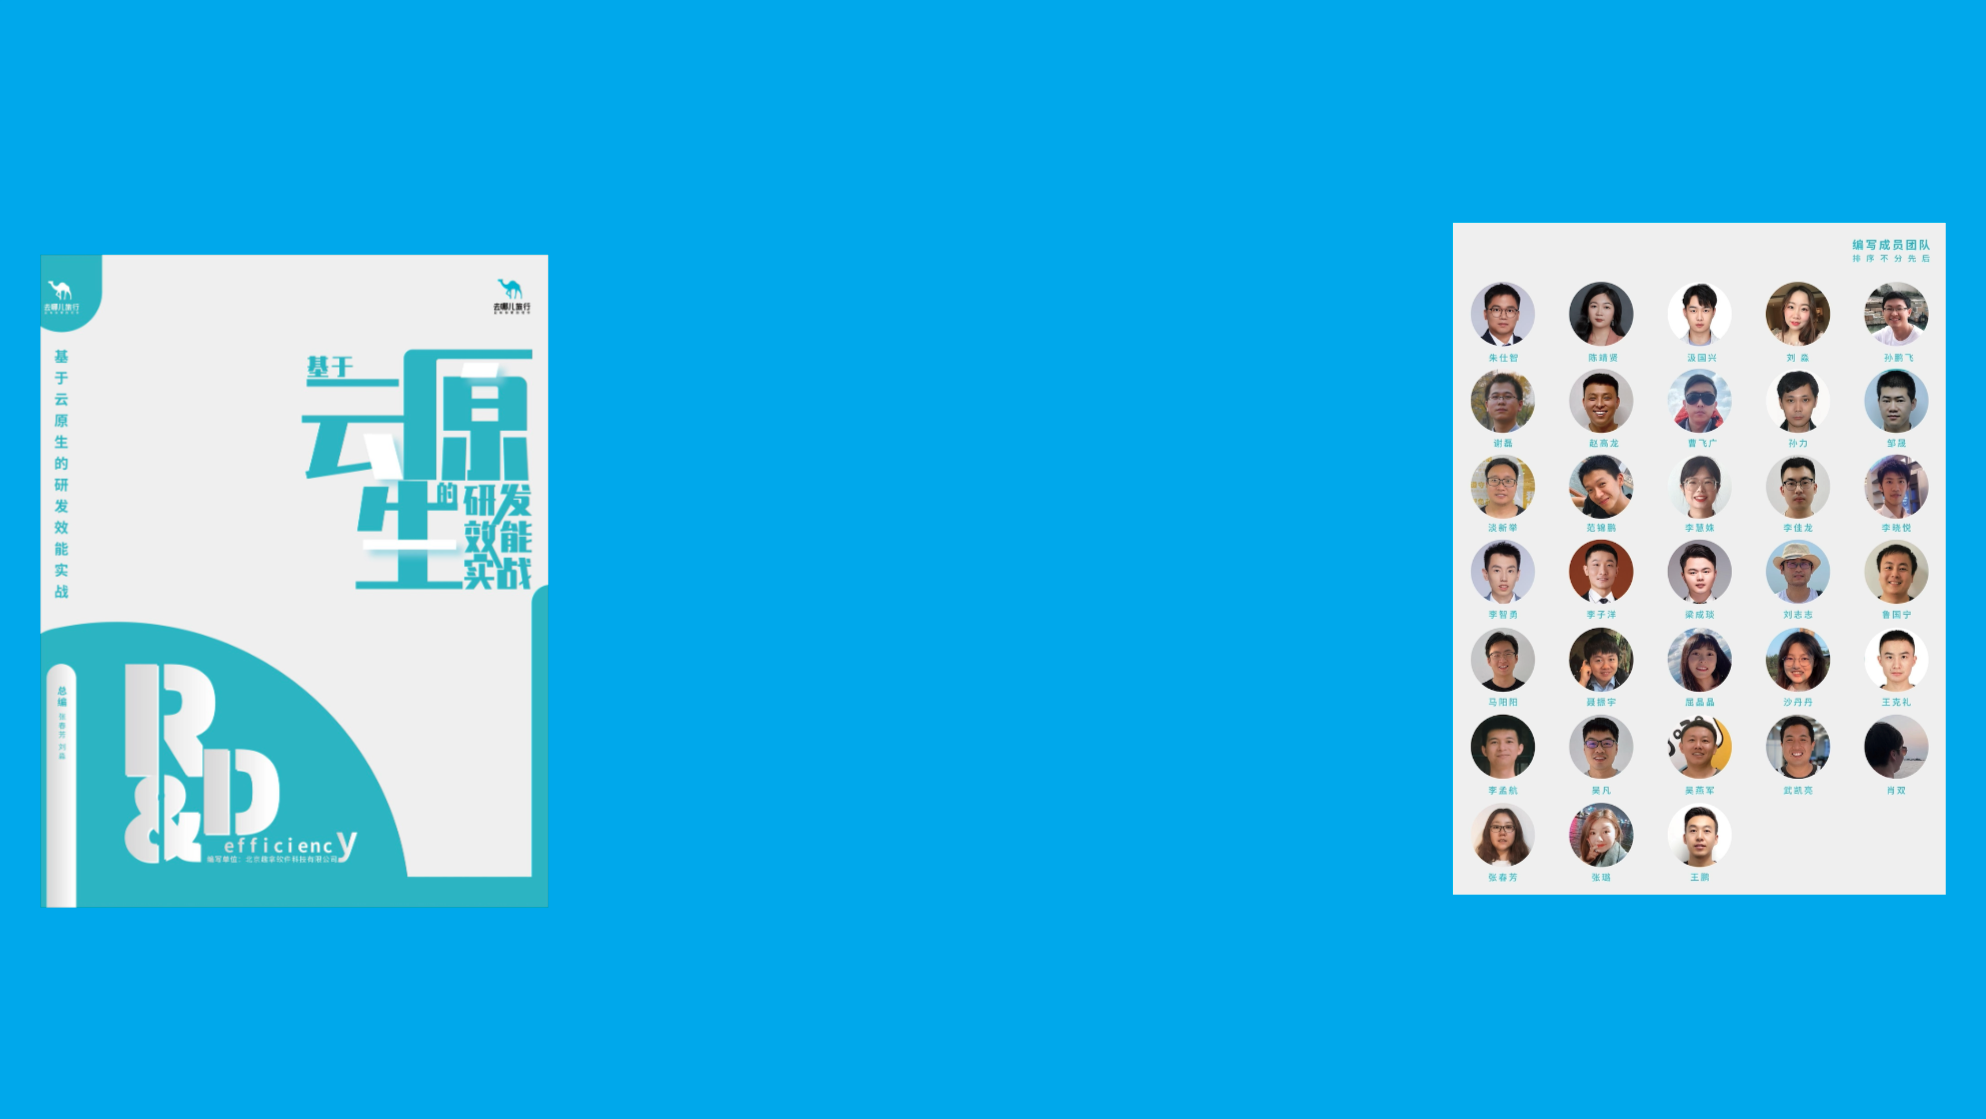 去哪儿旅行
基于云原生的研发效能实战
总编 张春芳 刘淼
去哪儿旅行
基于
云原生
的研发
效能
实战
R&D
efficiency
编写单位：北京趣拿软件科技有限公司
编写成员团队
排序不分先后
朱仕智 陈靖贤 汲国兴 刘淼 孙鹏飞
谢磊 赵高龙 曹飞广 孙力 邹晟
淡新举 范锦鹏 李慧姝 李佳龙 李晓悦
李智勇 李子洋 梁成琰 刘志志 鲁国宁
马阳阳 聂振宇 屈晶晶 沙丹丹 王克礼
李孟航 吴凡 吴燕军 武凯亮 肖双
张春芳 张璐 王鹏